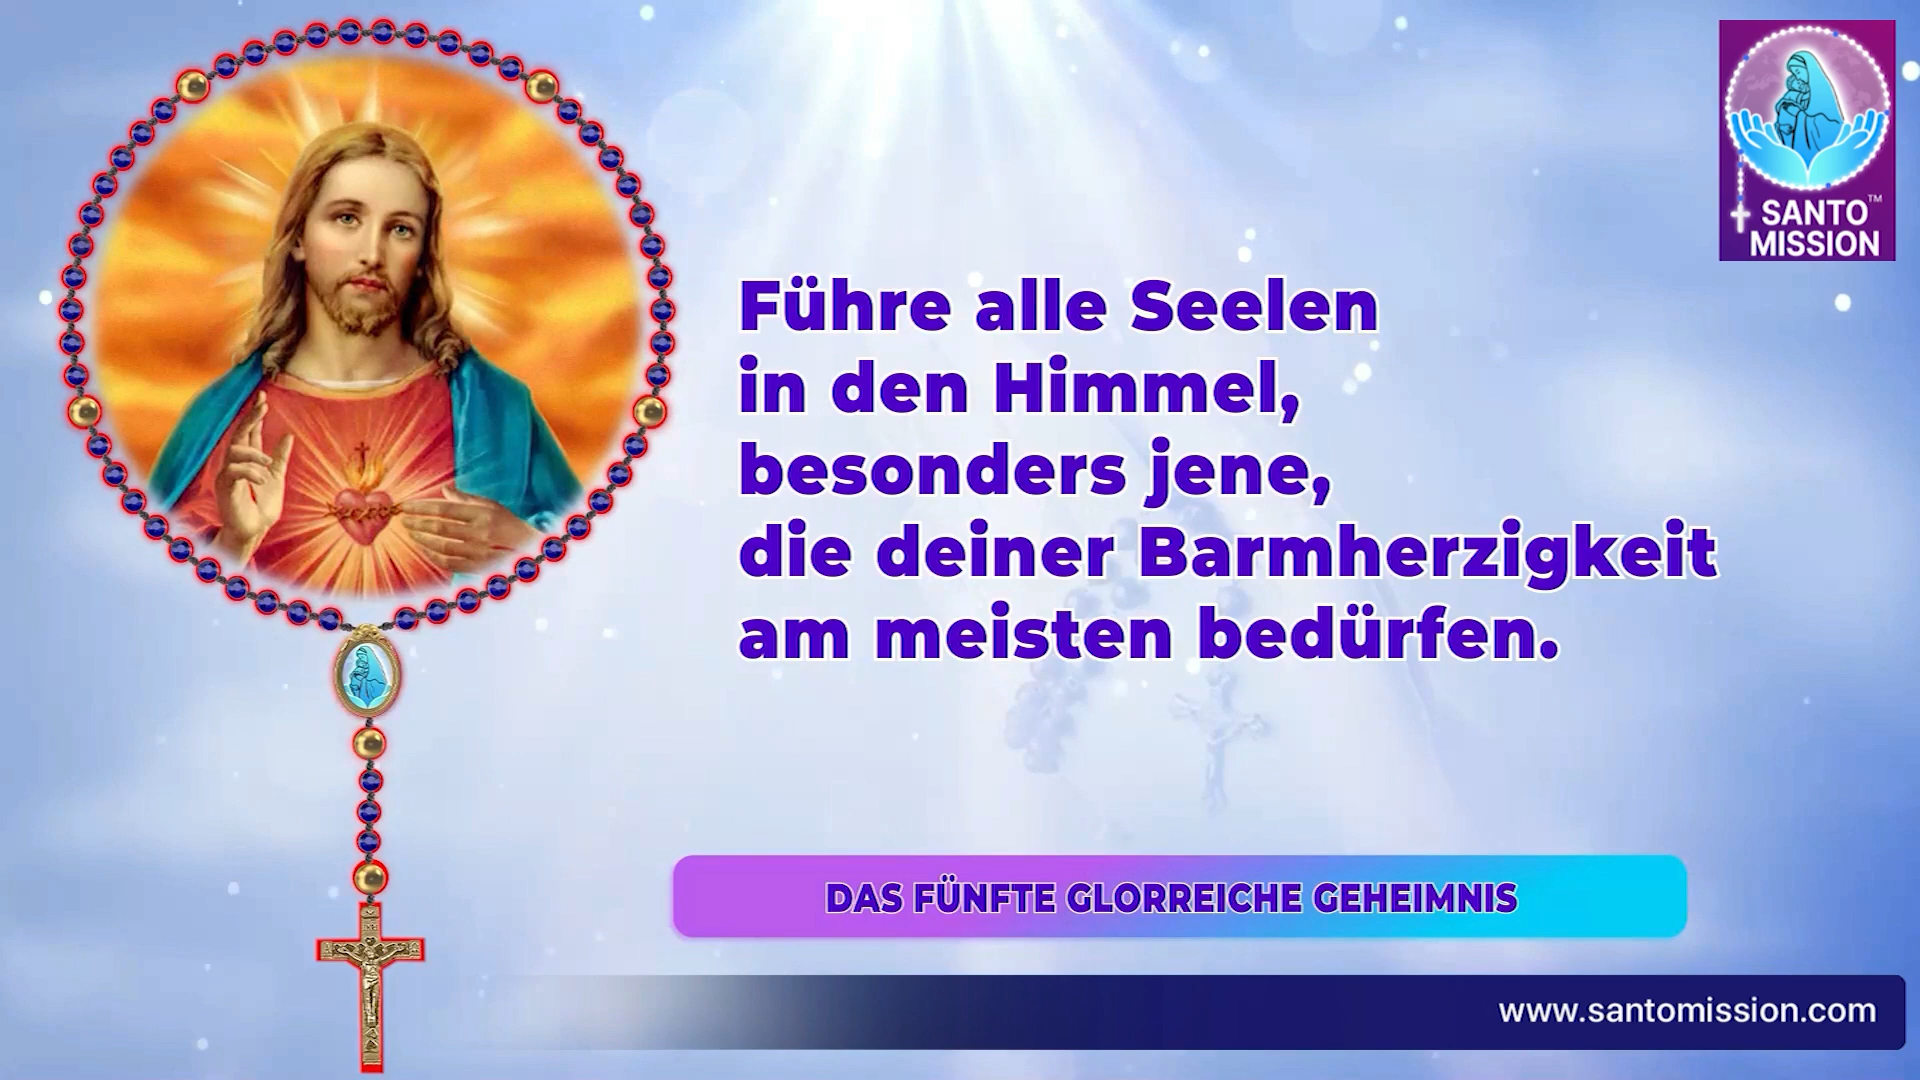 SANTO™
MISSION
Führe alle Seelen
in den Himmel,
besonders jene,
die deiner Barmherzigkeit
am meisten bedürfen.
DAS FÜNFTE GLORREICHE GEHEIMNIS
www.santomission.com